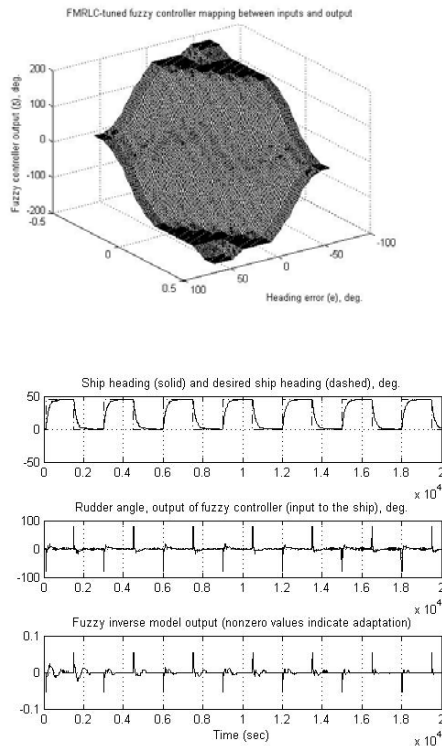 FMRLC-tuned fuzzy controller mapping between inputs and output
Fuzzy controller output (δ), deg.
200
100
0
-100
-200
-0.5
0
0.5
100
50
0
-50
-100
Heading error (e), deg.
Ship heading (solid) and desired ship heading (dashed), deg.
50
0
-50
0 0.2 0.4 0.6 0.8 1 1.2 1.4 1.6 1.8 2
x 10^4
Rudder angle, output of fuzzy controller (input to the ship), deg.
100
0
-100
0 0.2 0.4 0.6 0.8 1 1.2 1.4 1.6 1.8 2
x 10^4
Fuzzy inverse model output (nonzero values indicate adaptation)
0.1
0
-0.1
0 0.2 0.4 0.6 0.8 1 1.2 1.4 1.6 1.8 2
Time (sec)
x 10^4